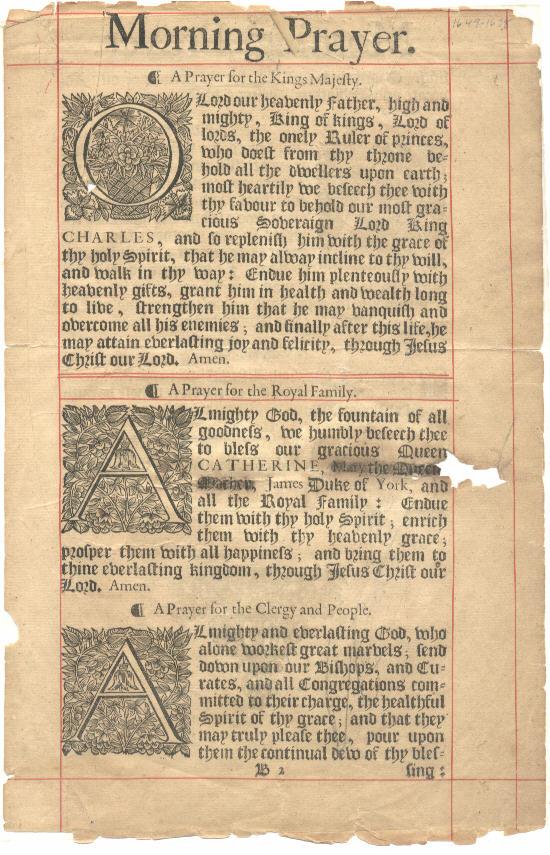 1649-16
Morning Prayer.
¶ A Prayer for the Kings Majesty.
O Lord our heavenly Father, high and
mighty, King of kings, Lord of
lords, the onely Ruler of princes,
who doest from thy throne be-
hold all the dwellers upon earth;
most heartily we beseech thee with
thy favour to behold our most gra-
cious Soveraign Lord King
CHARLES, and so replenish him with the grace of
thy holy Spirit, that he may alway incline to thy will,
and walk in thy way: Endue him plenteously with
heavenly gifts, grant him in health and wealth long
to live, strengthen him that he may vanquish and
overcome all his enemies; and finally after this life, he
may attain everlasting joy and felicity, through Jesus
Christ our Lord. Amen.
¶ A Prayer for the Royal Family.
Almighty God, the fountain of all
goodness, we humbly beseech thee
to bless our gracious Queen
CATHERINE, Mary the Queen
Mother, James Duke of York, and
all the Royal Family: Endue
them with thy holy Spirit; enrich
them with thy heavenly grace;
prosper them with all happiness; and bring them to
thine everlasting kingdom, through Jesus Christ our
Lord. Amen.
¶ A Prayer for the Clergy and People.
Almighty and everlasting God, who
alone workest great marvels; send
down upon our Bishops, and Cu-
rates, and all Congregations com-
mitted to their charge, the healthful
Spirit of thy grace; and that they
may truly please thee, pour upon
them the continual dew of thy bles-
B 2 sing: